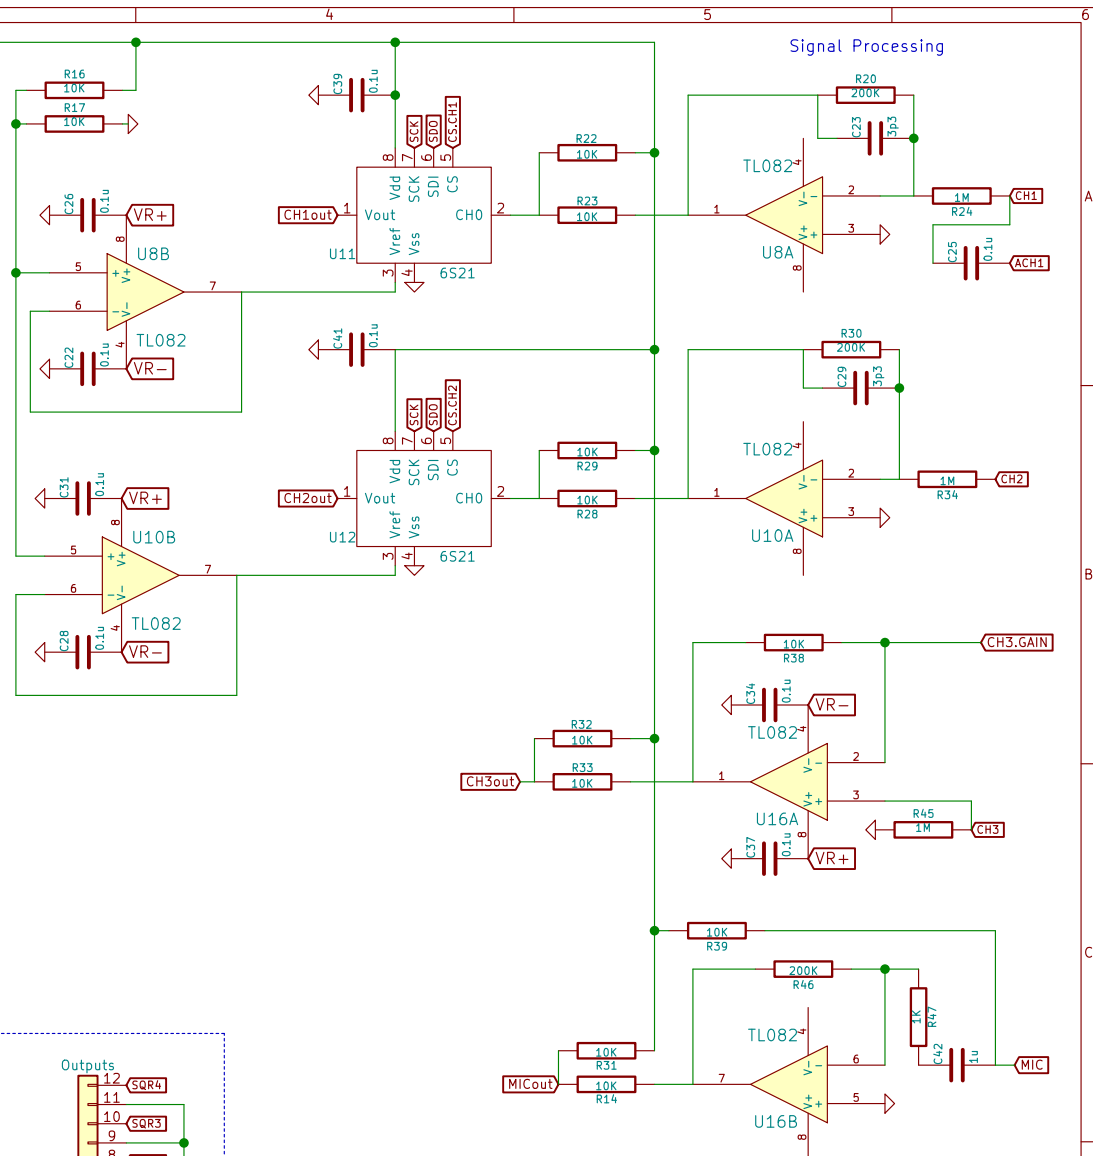 4
5
6
Signal Processing
R16
10K
R17
10K
C39
0.1u
SCK
SDO
CS.CH1
8
7
6
5
Vdd
SCK
SDI
CS
CH1out
1
Vout
CH0
2
Vref
Vss
U11
3
4
6S21
R22
10K
R23
10K
R20
200K
C23
3p3
TL082
4
V-
-
2
1
V+
+
3
U8A
8
1M
R24
CH1
C25
0.1u
ACH1
A
C26
0.1u
VR+
8
U8B
5
+
V+
7
6
-
V-
4
TL082
C22
0.1u
VR-
C41
0.1u
SCK
SDO
CS.CH2
8
7
6
5
Vdd
SCK
SDI
CS
CH2out
1
Vout
CH0
2
Vref
Vss
U12
3
4
6S21
10K
R29
10K
R28
R30
200K
C29
3p3
TL082
4
V-
-
2
1
V+
+
3
U10A
8
1M
R34
CH2
C31
0.1u
VR+
8
U10B
5
+
V+
7
6
-
V-
4
TL082
C28
0.1u
VR-
B
10K
R38
CH3.GAIN
C34
0.1u
VR-
TL082
4
R32
10K
R33
10K
CH3out
1
V-
-
2
V+
+
3
U16A
8
R45
1M
CH3
C37
0.1u
VR+
10K
R39
C
200K
R46
1K
R47
C42
1u
MIC
TL082
4
10K
R31
MICout
10K
R14
7
V-
-
6
V+
+
5
U16B
8
Outputs
12
SQR4
11
10
SQR3
9
8